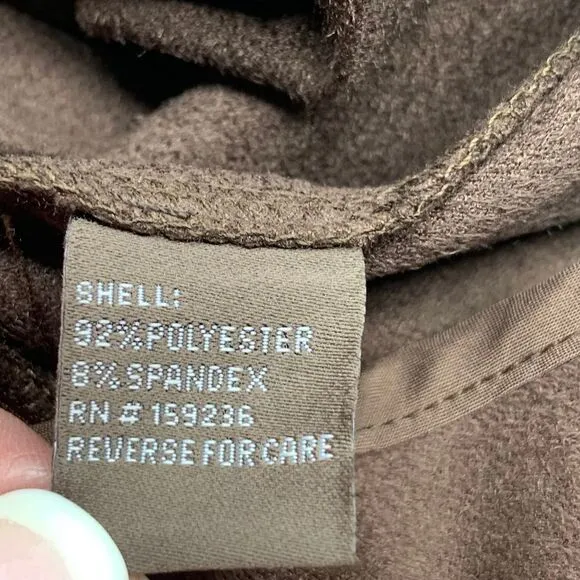 SHELL:
92%POLYESTER
8%SPANDEX
RN # 159236
REVERSE FOR CARE